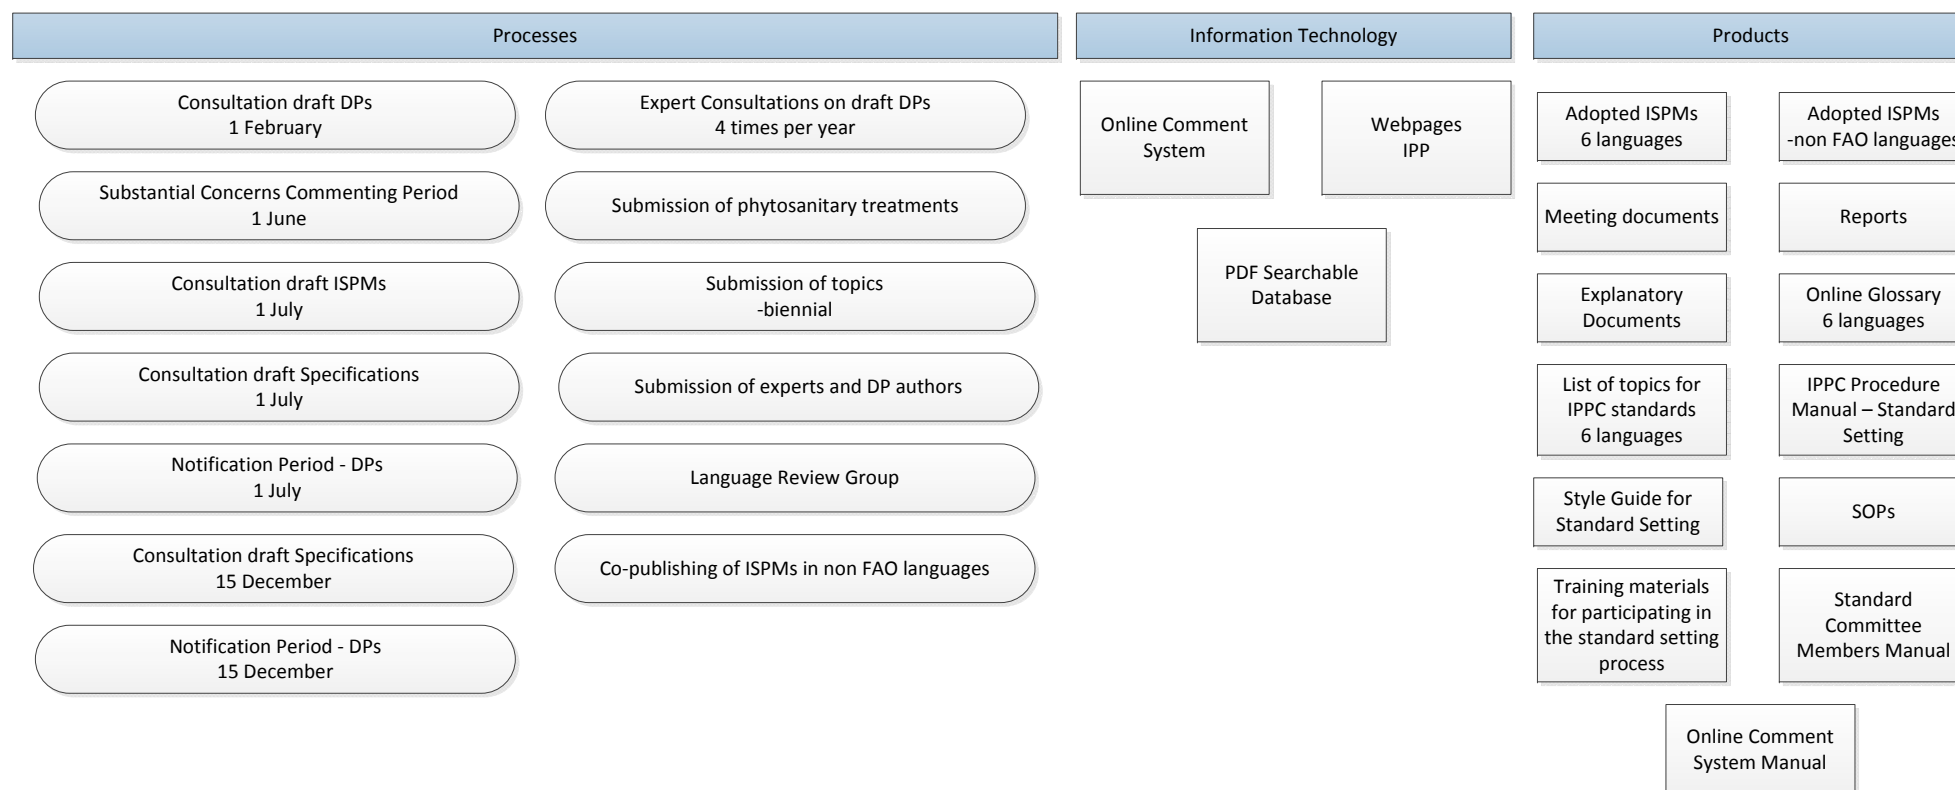 Processes
Consultation draft DPs
1 February
Substantial Concerns Commenting Period
1 June
Consultation draft ISPMs
1 July
Consultation draft Specifications
1 July
Notification Period - DPs
1 July
Consultation draft Specifications
15 December
Notification Period - DPs
15 December
Expert Consultations on draft DPs
4 times per year
Submission of phytosanitary treatments
Submission of topics
-biennial
Submission of experts and DP authors
Language Review Group
Co-publishing of ISPMs in non FAO languages
Information Technology
Online Comment
System
Webpages
IPP
PDF Searchable
Database
Products
Adopted ISPMs
6 languages
Adopted ISPMs
-non FAO languages
Meeting documents
Reports
Explanatory
Documents
Online Glossary
6 languages
List of topics for
IPPC standards
6 languages
IPPC Procedure
Manual – Standard
Setting
Style Guide for
Standard Setting
SOPs
Training materials
for participating in
the standard setting
process
Standard
Committee
Members Manual
Online Comment
System Manual